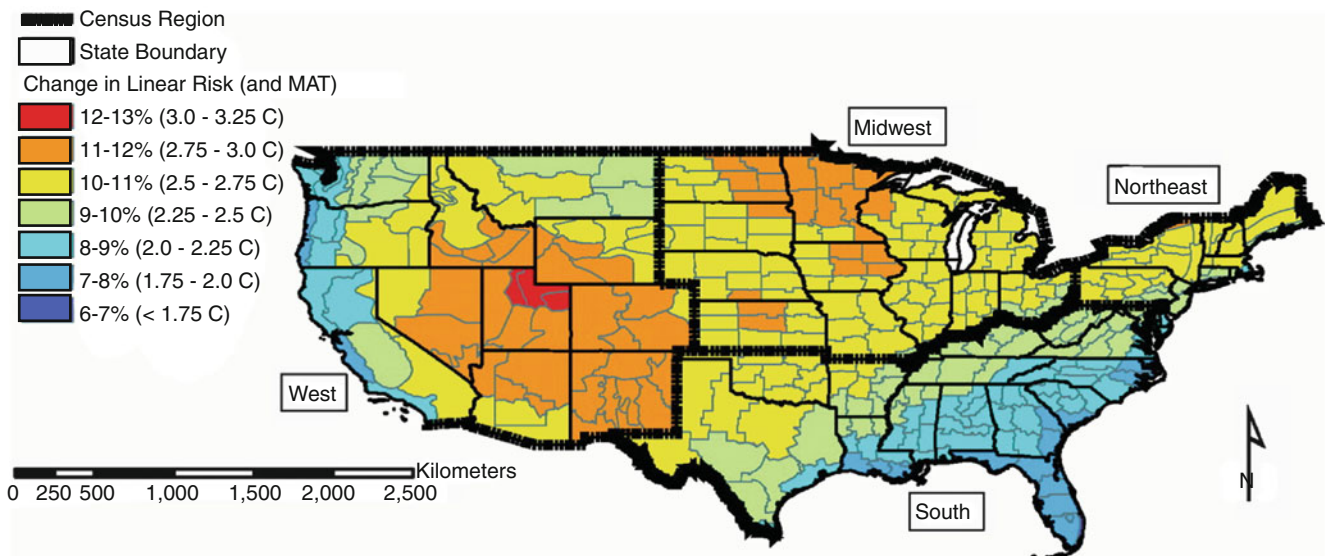 Census Region
State Boundary
Change in Linear Risk (and MAT)
12-13% (3.0 - 3.25 C)
11-12% (2.75 - 3.0 C)
10-11% (2.5 - 2.75 C)
9-10% (2.25 - 2.5 C)
8-9% (2.0 - 2.25 C)
7-8% (1.75 - 2.0 C)
6-7% (< 1.75 C)
Midwest
Northeast
West
South
Kilometers
0 250 500 1,000 1,500 2,000 2,500
N